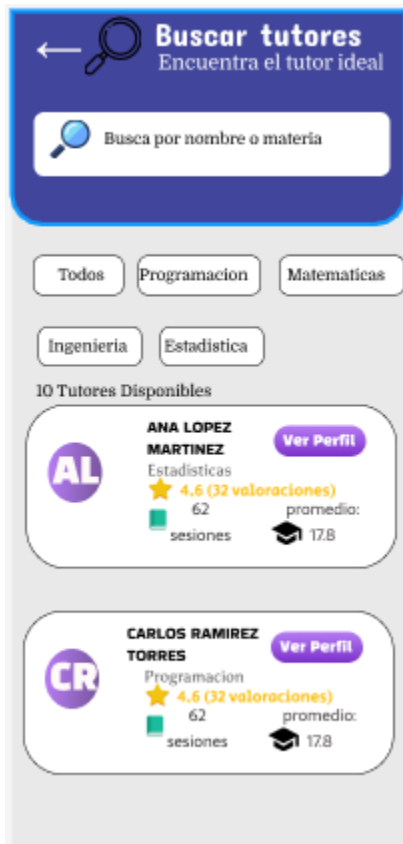 Buscar tutores
Encuentra el tutor ideal
Busca por nombre o materia
Todos Programacion Matematicas
Ingenieria Estadistica
10 Tutores Disponibles
AL
ANA LOPEZ
MARTINEZ
Ver Perfil
Estadisticas
4.6 (32 valoraciones)
62
sesiones
promedio:
17.8
CR
CARLOS RAMIREZ
TORRES
Ver Perfil
Programacion
4.6 (32 valoraciones)
62
sesiones
promedio:
17.8